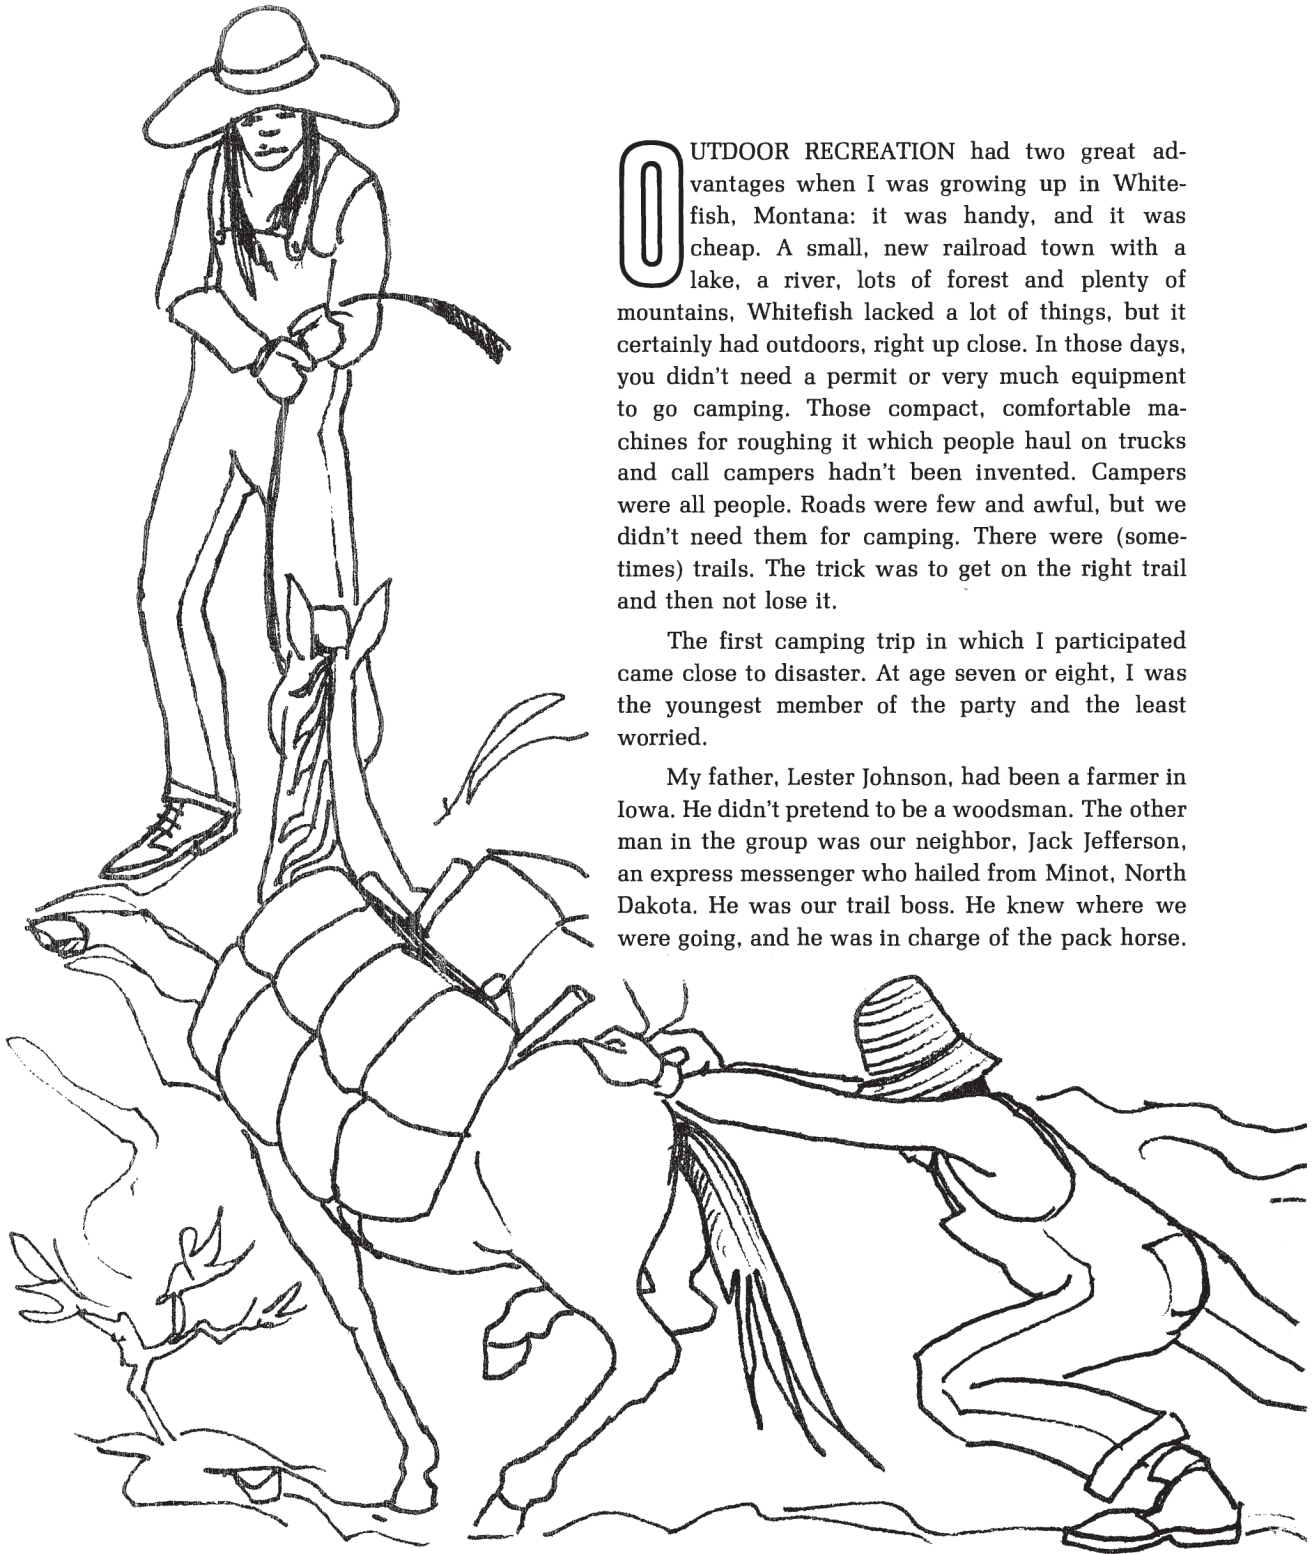 OUTDOOR RECREATION had two great ad-
vantages when I was growing up in White-
fish, Montana: it was handy, and it was
cheap. A small, new railroad town with a
lake, a river, lots of forest and plenty of
mountains, Whitefish lacked a lot of things, but it
certainly had outdoors, right up close. In those days,
you didn't need a permit or very much equipment
to go camping. Those compact, comfortable ma-
chines for roughing it which people haul on trucks
and call campers hadn't been invented. Campers
were all people. Roads were few and awful, but we
didn't need them for camping. There were (some-
times) trails. The trick was to get on the right trail
and then not lose it.
The first camping trip in which I participated
came close to disaster. At age seven or eight, I was
the youngest member of the party and the least
worried.
My father, Lester Johnson, had been a farmer in
Iowa. He didn't pretend to be a woodsman. The other
man in the group was our neighbor, Jack Jefferson,
an express messenger who hailed from Minot, North
Dakota. He was our trail boss. He knew where we
were going, and he was in charge of the pack horse.